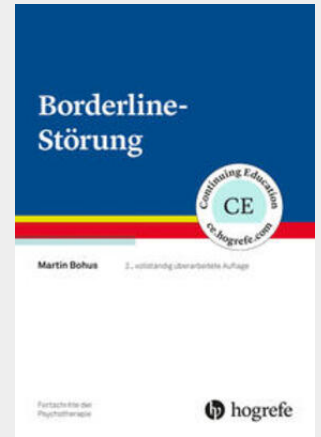 Borderline-
Störung
Continuing Education
CE
ce.hogrefe.com
Martin Bohus
2., vollständig überarbeitete Auflage
Fortschritte der
Psychotherapie
hogrefe